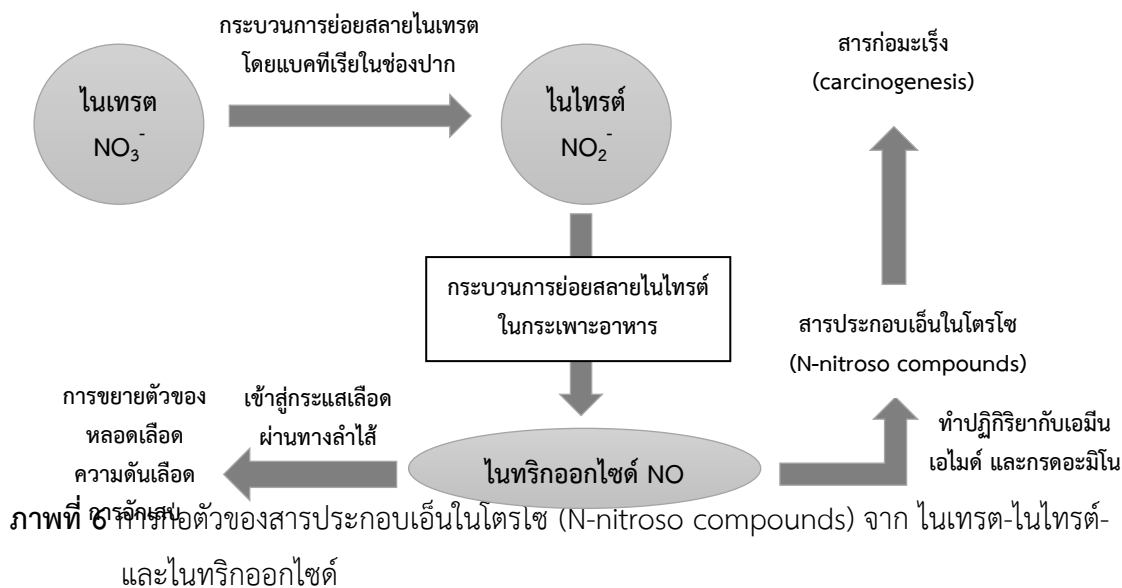 กระบวนการย่อยสลายไนเทรต
โดยแบคทีเรียในช่องปาก
สารก่อมะเร็ง
(carcinogenesis)
ไนเทรต
NO₃⁻
ไนไทรต์
NO₂⁻
กระบวนการย่อยสลายไนไทรต์
ในกระเพาะอาหาร
สารประกอบเอ็นในโตรโซ
(N-nitroso compounds)
การขยายตัวของ
หลอดเลือด
ความดันเลือด
การอักเสบ
เข้าสู่กระแสเลือด
ผ่านทางลำไส้
ไนทริกออกไซด์ NO
ทำปฏิกิริยากับเอมีน
เอไมด์ และกรดอะมิโน
ภาพที่ 6 การก่อตัวของสารประกอบเอ็นในโตรโซ (N-nitroso compounds) จาก ไนเทรต-ไนไทรต์-
และไนทริกออกไซด์